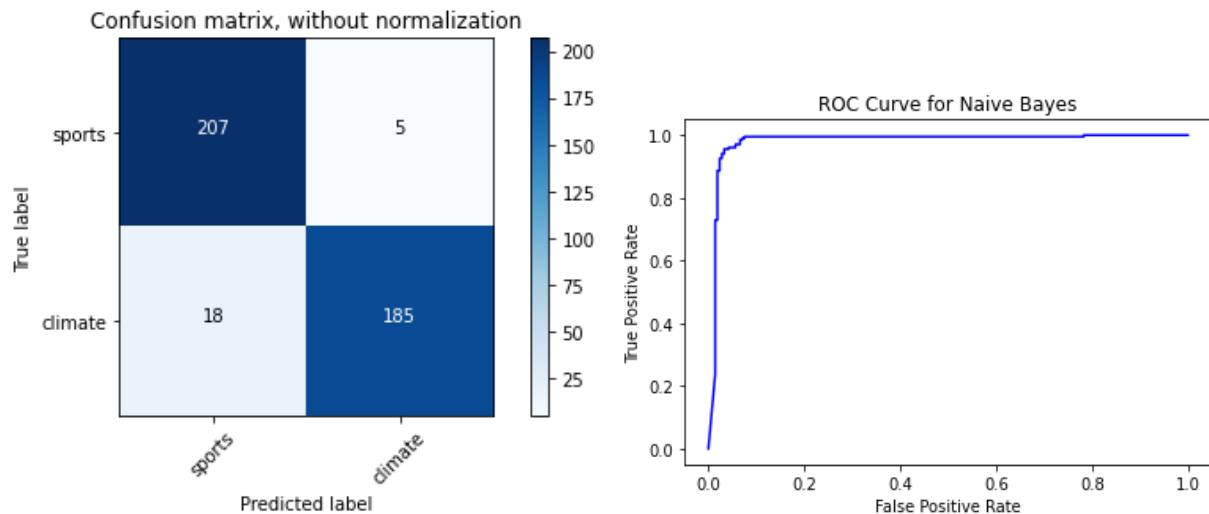 Confusion matrix, without normalization
True label
sports
climate
207
5
18
185
sports
climate
Predicted label
200
175
150
125
100
75
50
25
ROC Curve for Naive Bayes
True Positive Rate
1.0
0.8
0.6
0.4
0.2
0.0
0.0
0.2
0.4
0.6
0.8
1.0
False Positive Rate